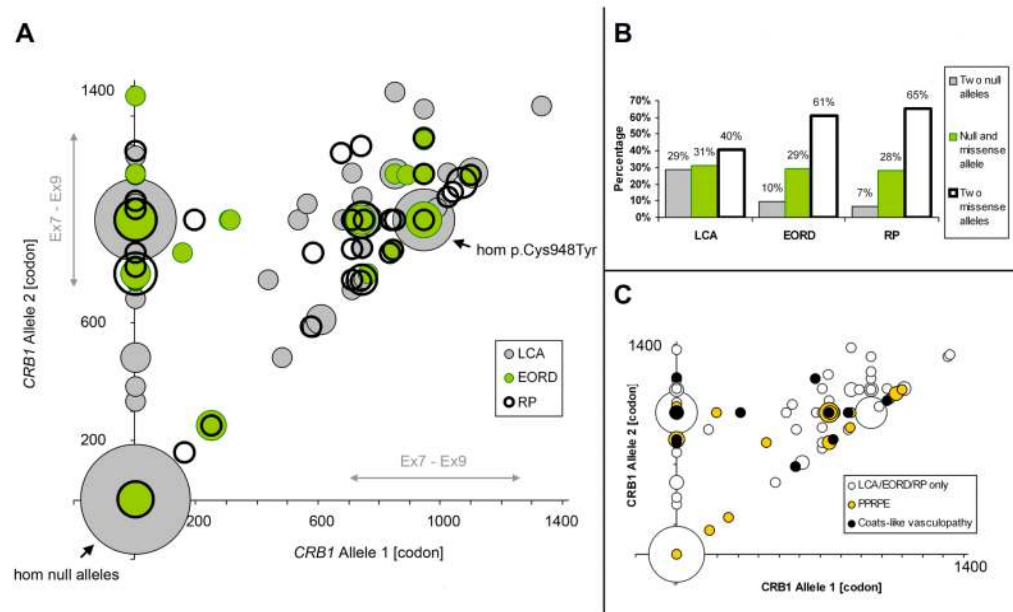 A
1400
Ex7 - Ex9
CRB1 Allele 2 [codon]
600
200
hom p.Cys948Tyr
LCA
EORD
RP
Ex7 - Ex9
200
600
1000
1400
CRB1 Allele 1 [codon]
hom null alleles
B
Percentage
70%
60%
50%
40%
30%
20%
10%
0%
29%
31%
40%
10%
29%
61%
7%
28%
65%
LCA
EORD
RP
Two null
alleles
Null and
missense
allele
Two
missense
alleles
C
1400
CRB1 Allele 2 [codon]
LCA/EORD/RP only
PPRPE
Coats-like vasculopathy
1400
CRB1 Allele 1 [codon]